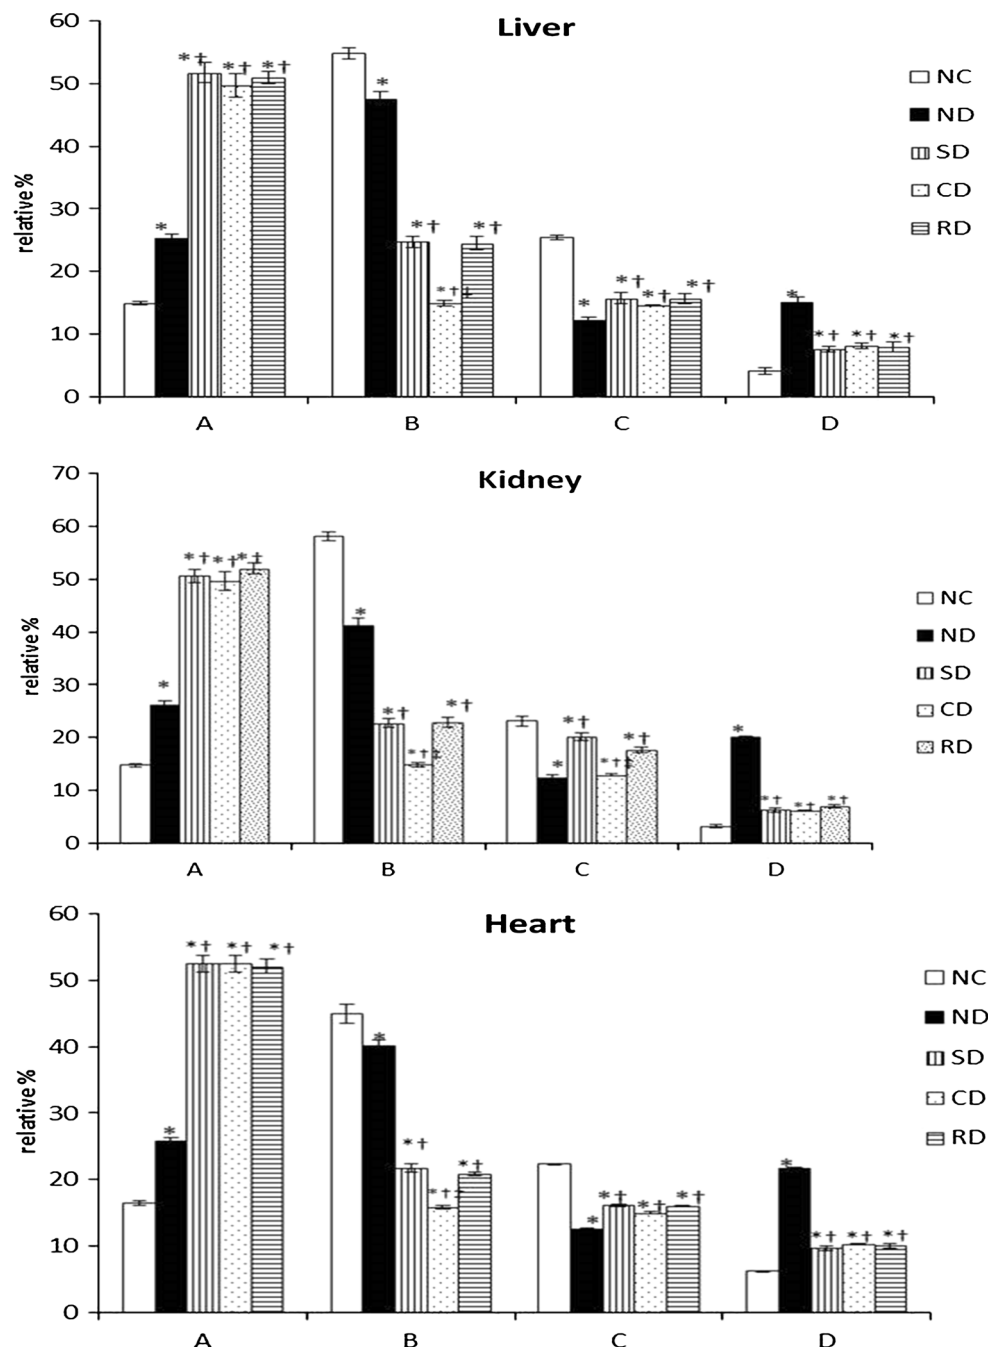 Liver
relative%
60
50
40
30
20
10
0
*† *† *†
*
*
*†
*†‡
*†
*
*†
*†
*†
*
**†
*†
*†
A B C D
NC
ND
SD
CD
RD
Kidney
relative%
70
60
50
40
30
20
10
0
*
*† *† *†
*
*†
*†‡
*†
*
*†
*†‡
*†
*
*†
*†
*†
A B C D
NC
ND
SD
CD
RD
Heart
relative%
60
50
40
30
20
10
0
*
*† *† *†
*
*†
*†‡
*†
*
*†
*†
*†
*
*†
*†
*†
A B C D
NC
ND
SD
CD
RD